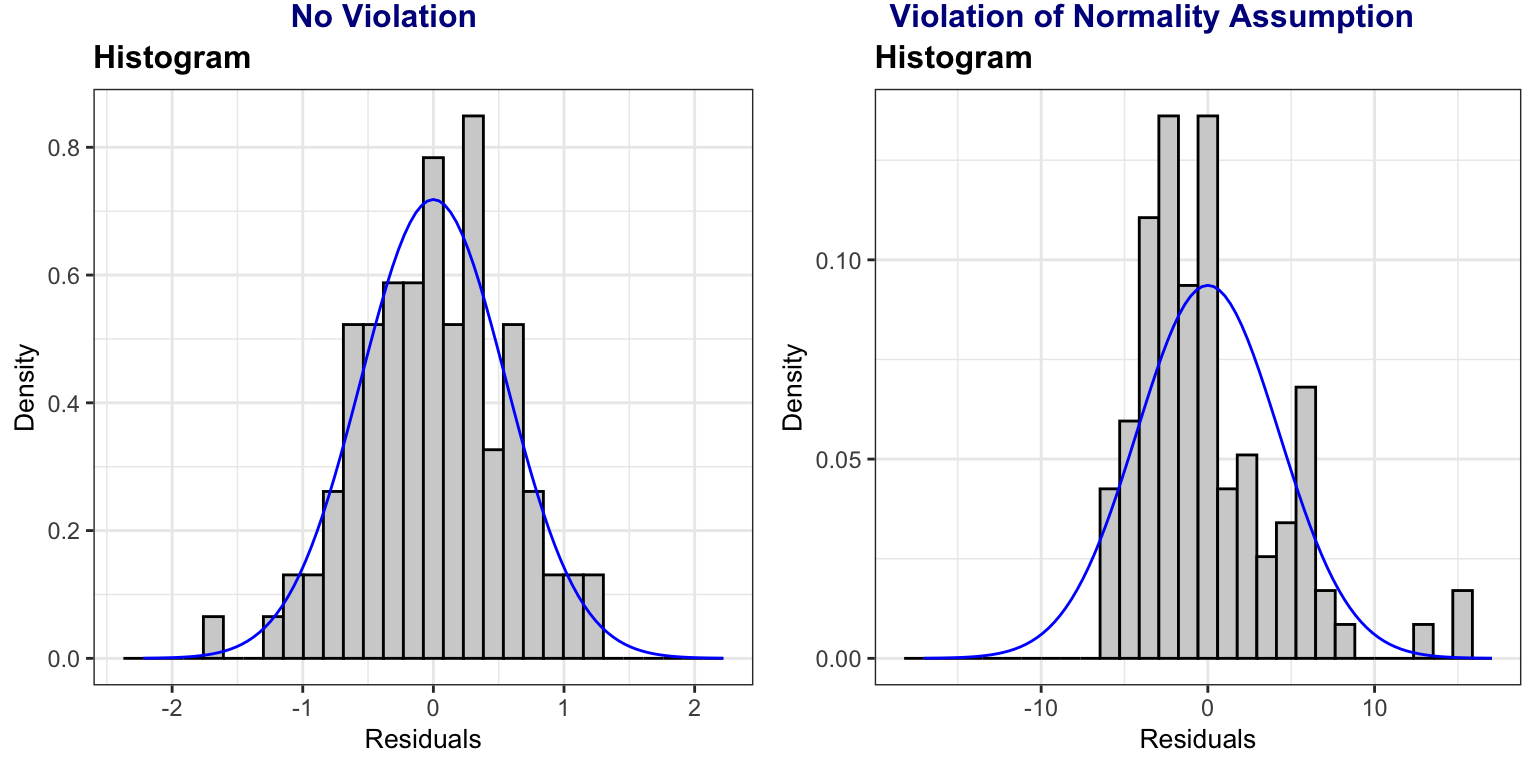 No Violation
Histogram
Density
0.8
0.6
0.4
0.2
0.0
-2 -1 0 1 2
Residuals
Violation of Normality Assumption
Histogram
Density
0.10
0.05
0.00
-10 0 10
Residuals